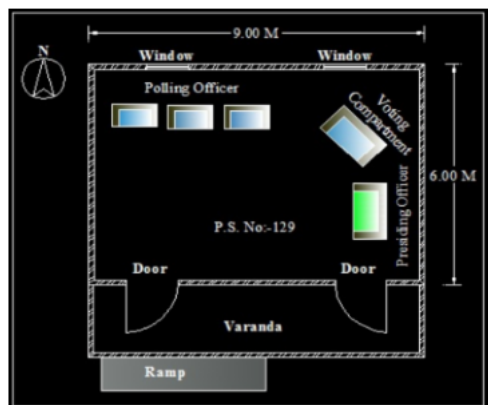 9.00 M
N
Window
Window
Polling Officer
Voting
Compartment
6.00 M
Presiding Officer
P.S. No:-129
Door
Door
Varanda
Ramp